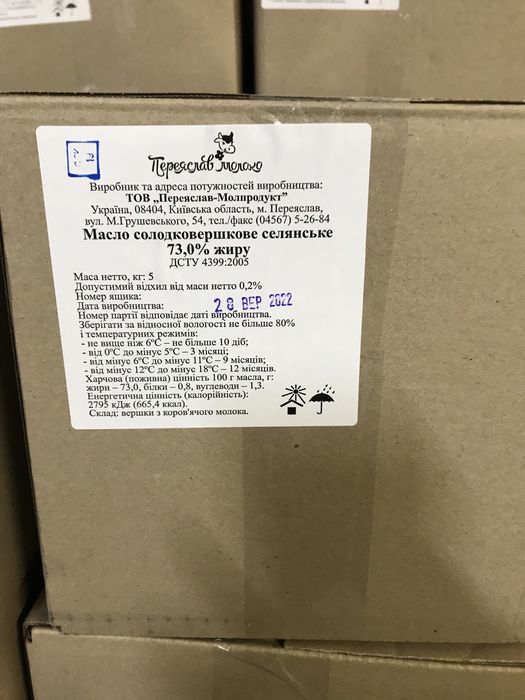 Переяслав молоко
Виробник та адреса потужностей виробництва:
ТОВ „Переяслав-Молпродукт"
Україна, 08404, Київська область, м. Переяслав,
вул. М.Грушевського, 54, тел./факс (04567) 5-26-84
Масло солодковершкове селянське
73,0% жиру
ДСТУ 4399:2005
Маса нетто, кг: 5
Допустимий відхил від маси нетто 0,2%
Номер ящика:
Дата виробництва: 28 ВЕР 2022
Номер партії відповідає даті виробництва.
Зберігати за відносної вологості не більше 80%
і температурних режимів:
- не вище ніж 6°С – не більше 10 діб;
- від 0°С до мінус 5°С – 3 місяці;
- від мінус 6°С до мінус 11°С – 9 місяців;
- від мінус 12°С до мінус 18°С – 12 місяців.
Харчова (поживна) цінність 100 г масла, г:
жири – 73,0, білки - 0,8, вуглеводи – 1,3.
Енергетична цінність (калорійність):
2795 кДж (665,4 ккал).
Склад: вершки з коров'ячого молока.